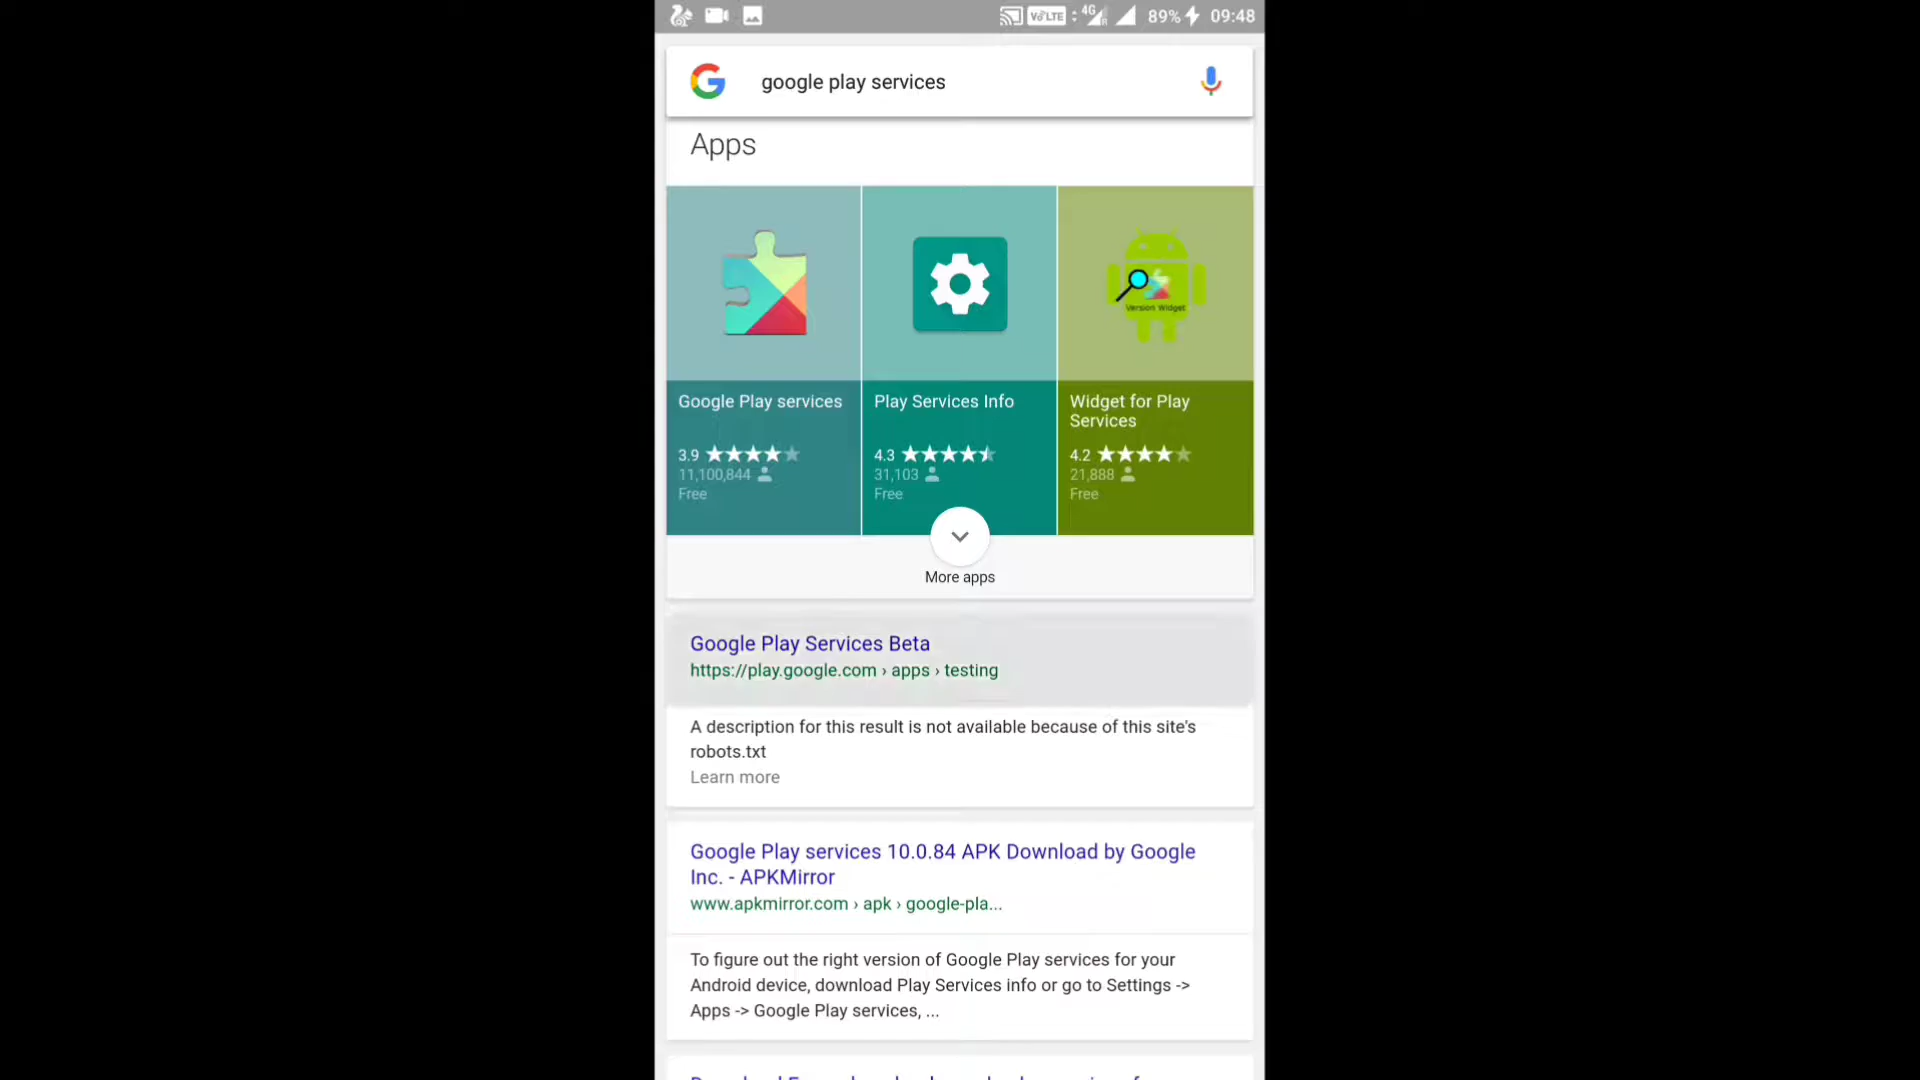 VoLTE 4G R 89% 09:48
google play services
Apps
Version Widget
Google Play services
3.9
11,100,844
Free
Play Services Info
4.3
31,103
Free
Widget for Play
Services
4.2
21,888
Free
More apps
Google Play Services Beta
https://play.google.com › apps › testing
A description for this result is not available because of this site's
robots.txt
Learn more
Google Play services 10.0.84 APK Download by Google
Inc. - APKMirror
www.apkmirror.com › apk › google-pla...
To figure out the right version of Google Play services for your
Android device, download Play Services info or go to Settings ->
Apps -> Google Play services, ...